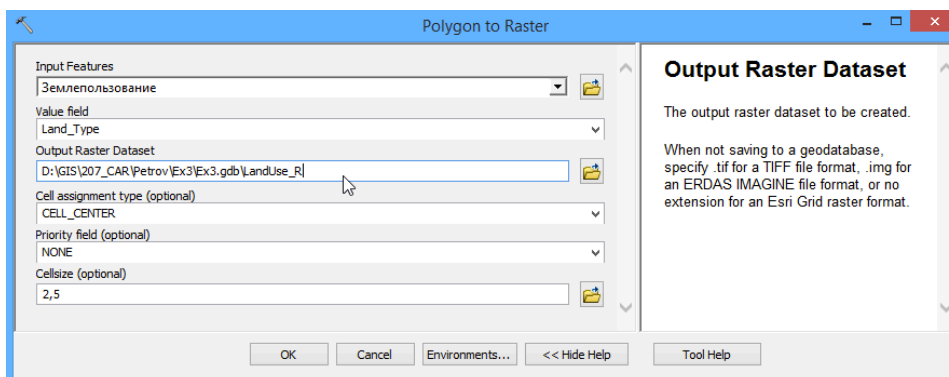 Polygon to Raster
Input Features
Землепользование
Value field
Land_Type
Output Raster Dataset
D:\GIS\207_CAR\Petrov\Ex3\Ex3.gdb\LandUse_R
Cell assignment type (optional)
CELL_CENTER
Priority field (optional)
NONE
Cellsize (optional)
2,5
OK
Cancel
Environments...
<< Hide Help
Tool Help
Output Raster Dataset
The output raster dataset to be created.
When not saving to a geodatabase,
specify .tif for a TIFF file format, .img for
an ERDAS IMAGINE file format, or no
extension for an Esri Grid raster format.